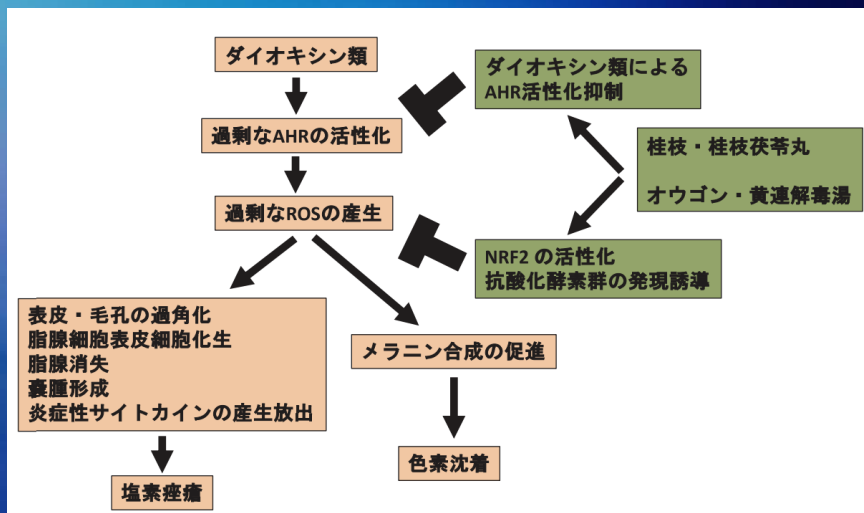 ダイオキシン類
ダイオキシン類による
AHR活性化抑制
過剰なAHRの活性化
桂枝・桂枝茯苓丸
オウゴン・黄連解毒湯
過剰なROSの産生
NRF2 の活性化
抗酸化酵素群の発現誘導
表皮・毛孔の過角化
脂腺細胞表皮細胞化生
脂腺消失
嚢腫形成
炎症性サイトカインの産生放出
メラニン合成の促進
色素沈着
塩素痤瘡